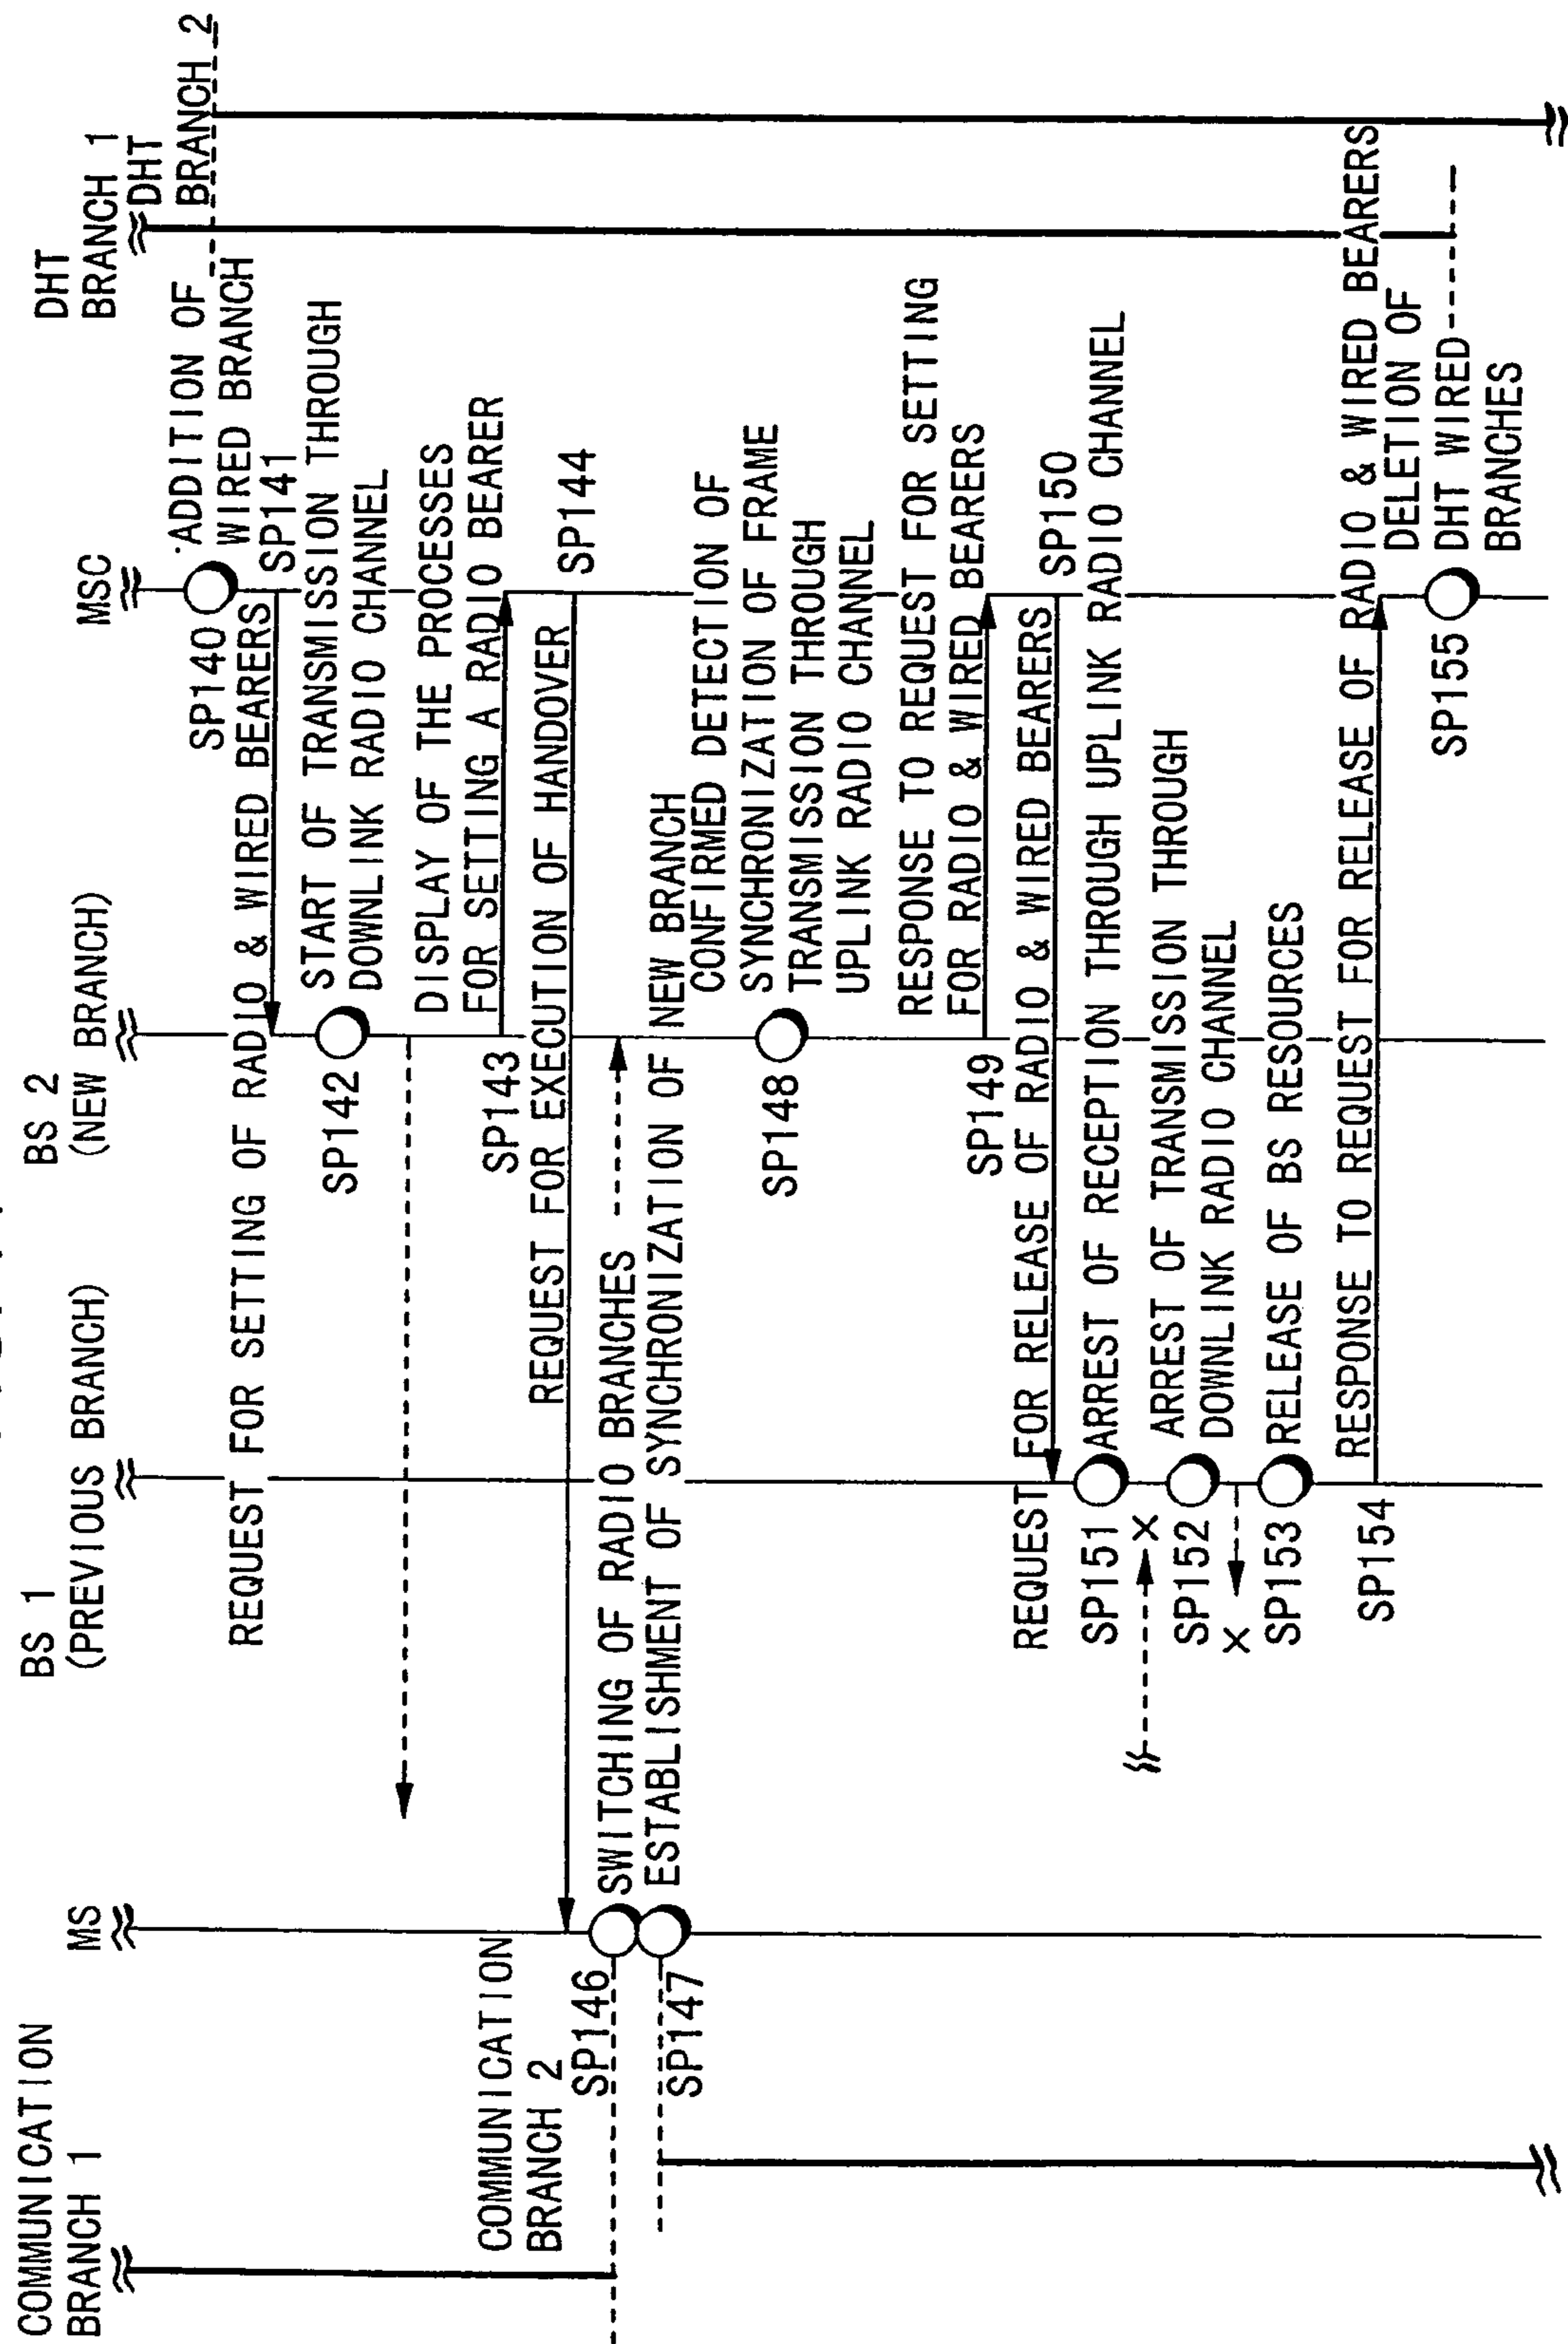 COMMUNICATION
BRANCH 1
MS
BS 1
(PREVIOUS BRANCH)
BS 2
(NEW BRANCH)
MSC
DHT
BRANCH 1
DHT
BRANCH 2
SP140
ADDITION OF
WIRED BRANCH
REQUEST FOR SETTING OF RADIO & WIRED BEARERS
SP141
SP142
START OF TRANSMISSION THROUGH
DOWNLINK RADIO CHANNEL
DISPLAY OF THE PROCESSES
FOR SETTING A RADIO BEARER
SP143
REQUEST FOR EXECUTION OF HANDOVER
SP144
COMMUNICATION
BRANCH 2
SP146
SWITCHING OF RADIO BRANCHES
ESTABLISHMENT OF SYNCHRONIZATION OF NEW BRANCH
SP147
SP148
CONFIRMED DETECTION OF
SYNCHRONIZATION OF FRAME
TRANSMISSION THROUGH
UPLINK RADIO CHANNEL
RESPONSE TO REQUEST FOR SETTING
FOR RADIO & WIRED BEARERS
SP149
REQUEST FOR RELEASE OF RADIO & WIRED BEARERS
SP150
SP151
ARREST OF RECEPTION THROUGH UPLINK RADIO CHANNEL
X
SP152
ARREST OF TRANSMISSION THROUGH
DOWNLINK RADIO CHANNEL
X
SP153
RELEASE OF BS RESOURCES
RESPONSE TO REQUEST FOR RELEASE OF RADIO & WIRED BEARERS
SP154
SP155
DELETION OF
DHT WIRED
BRANCHES